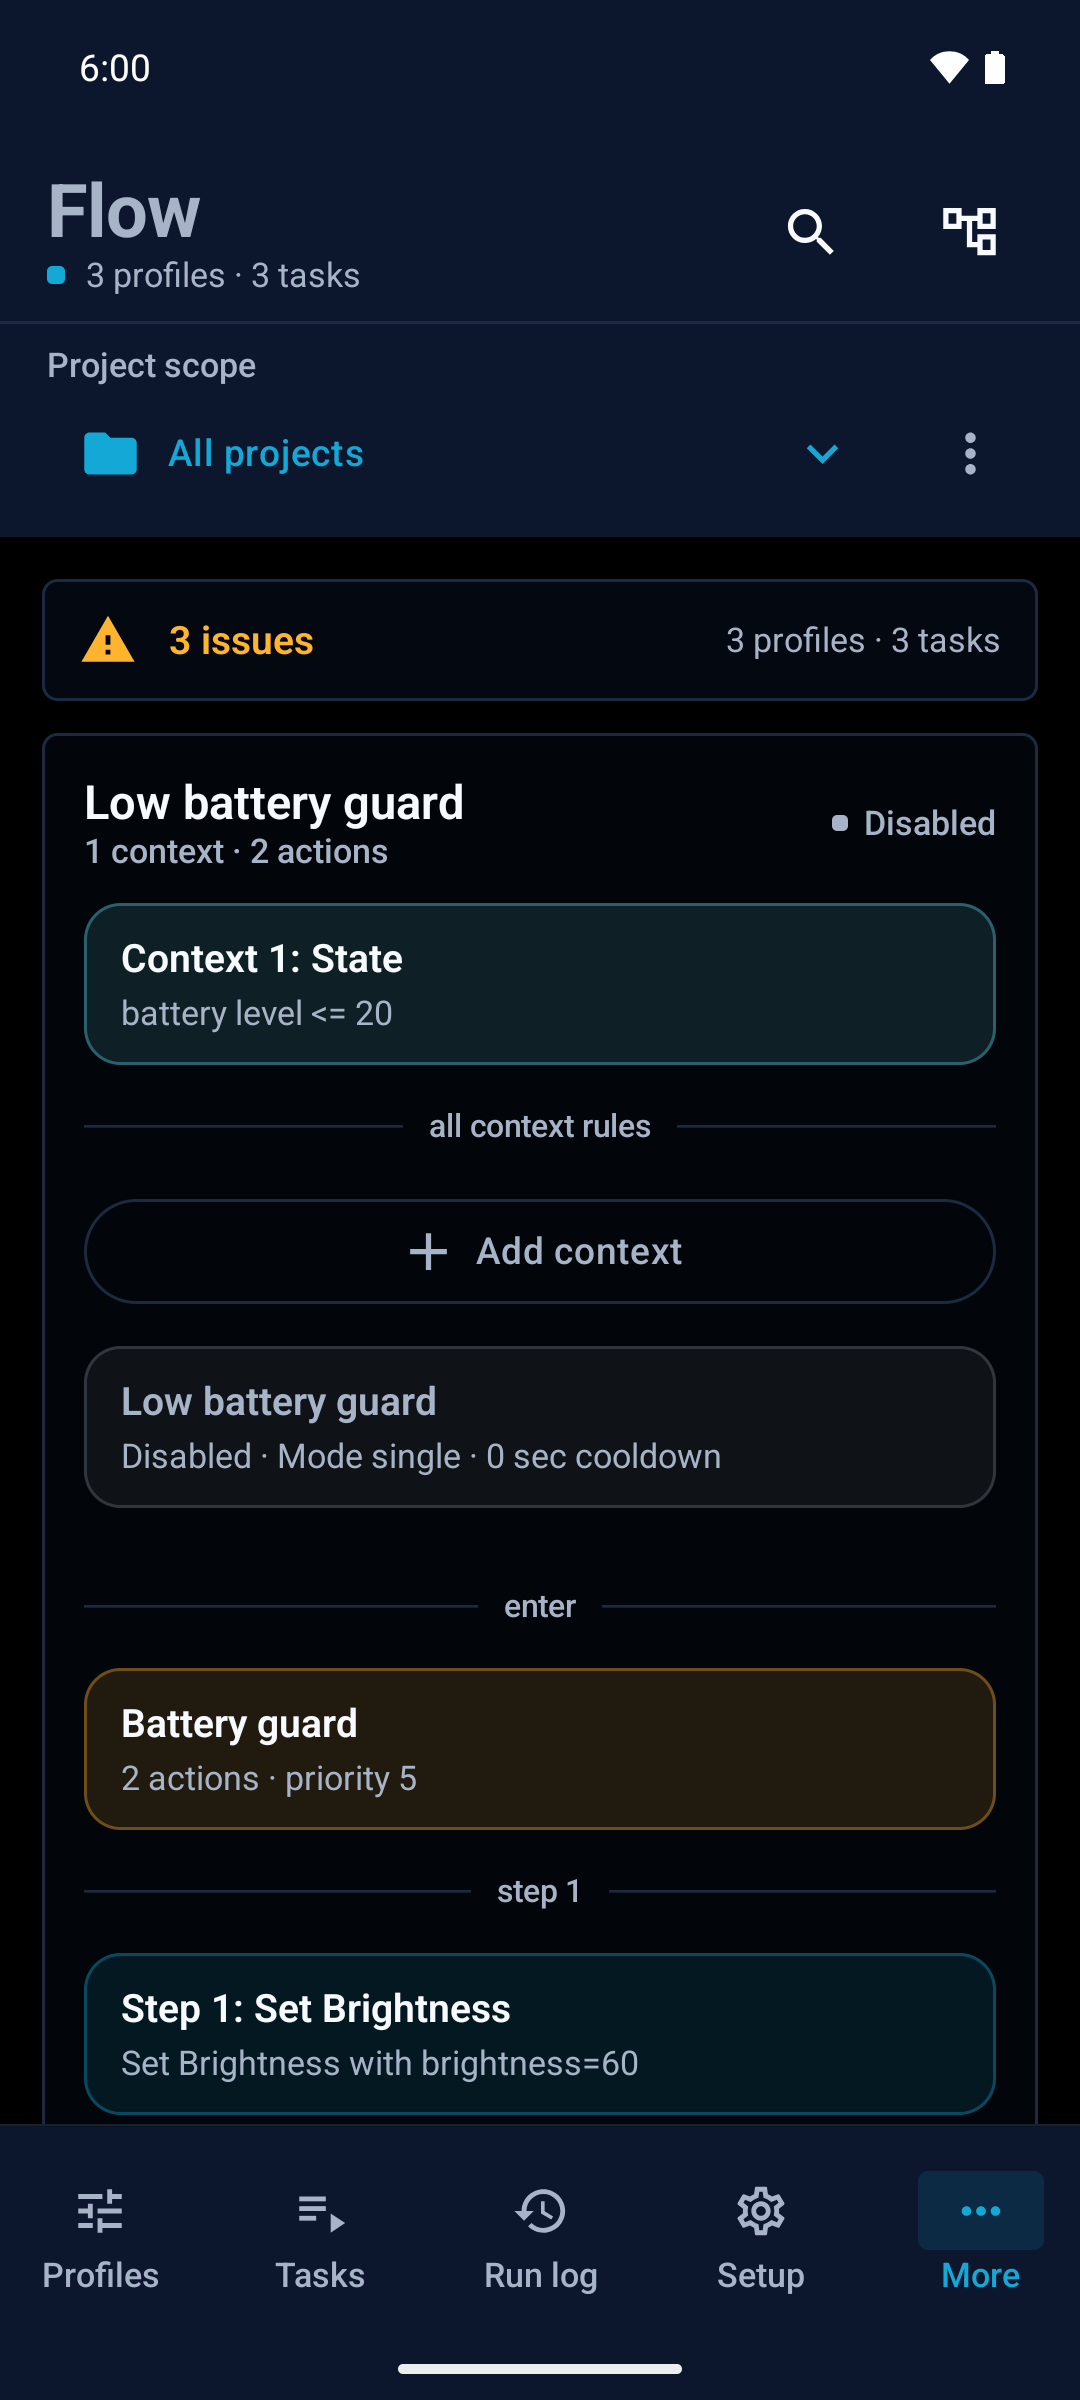 6:00
Flow
3 profiles · 3 tasks
Project scope
All projects
3 issues
3 profiles · 3 tasks
Low battery guard
1 context · 2 actions
Disabled
Context 1: State
battery level <= 20
all context rules
Add context
Low battery guard
Disabled · Mode single · 0 sec cooldown
enter
Battery guard
2 actions · priority 5
step 1
Step 1: Set Brightness
Set Brightness with brightness=60
Profiles
Tasks
Run log
Setup
More